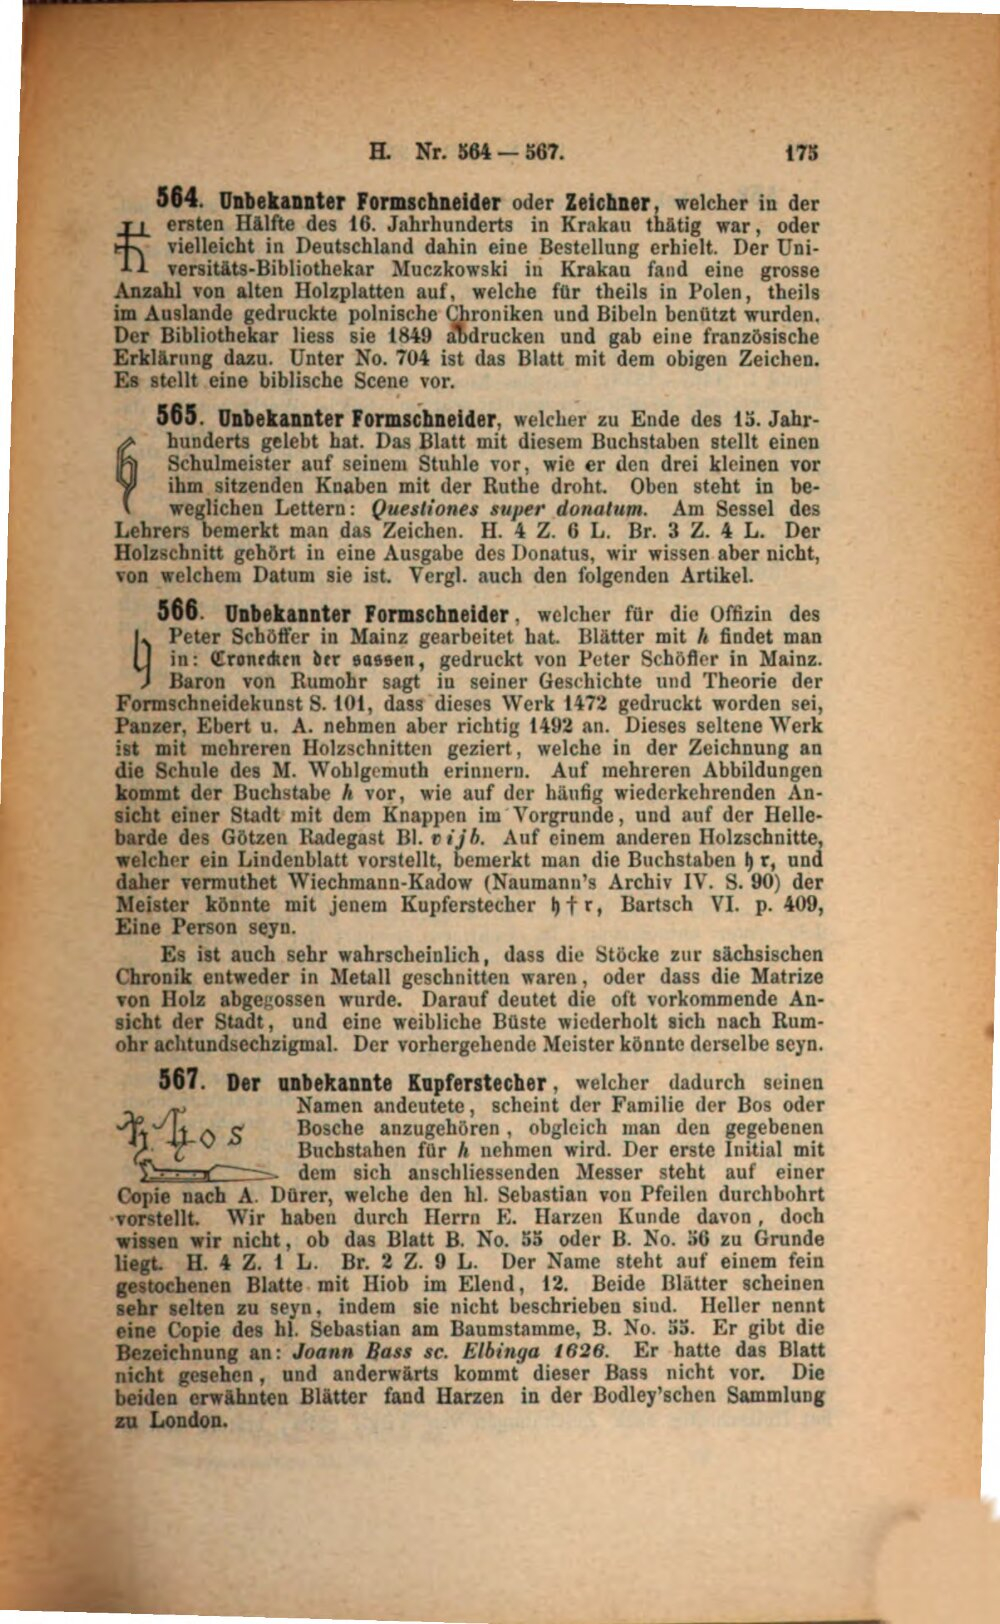 H. Nr. 564 — 567. 175
564. Unbekannter Formschneider oder Zeichner, welcher in der
ersten Hälfte des 16. Jahrhunderts in Krakau thätig war, oder
vielleicht in Deutschland dahin eine Bestellung erhielt. Der Uni-
versitäts-Bibliothekar Muczkowski in Krakau fand eine grosse
Anzahl von alten Holzplatten auf, welche für theils in Polen, theils
im Auslande gedruckte polnische Chroniken und Bibeln benützt wurden.
Der Bibliothekar liess sie 1849 abdrucken und gab eine französische
Erklärung dazu. Unter No. 704 ist das Blatt mit dem obigen Zeichen.
Es stellt eine biblische Scene vor.
565. Unbekannter Formschneider, welcher zu Ende des 15. Jahr-
hunderts gelebt hat. Das Blatt mit diesem Buchstaben stellt einen
Schulmeister auf seinem Stuhle vor, wie er den drei kleinen vor
ihm sitzenden Knaben mit der Ruthe droht. Oben steht in be-
weglichen Lettern: Questiones super donatum. Am Sessel des
Lehrers bemerkt man das Zeichen. H. 4 Z. 6 L. Br. 3 Z. 4 L. Der
Holzschnitt gehört in eine Ausgabe des Donatus, wir wissen aber nicht,
von welchem Datum sie ist. Vergl. auch den folgenden Artikel.
566. Unbekannter Formschneider, welcher für die Offizin des
Peter Schöffer in Mainz gearbeitet hat. Blätter mit h findet man
in: Cronecken der sassen, gedruckt von Peter Schöffer in Mainz.
Baron von Rumohr sagt in seiner Geschichte und Theorie der
Formschneidekunst S. 101, dass dieses Werk 1472 gedruckt worden sei,
Panzer, Ebert u. A. nehmen aber richtig 1492 an. Dieses seltene Werk
ist mit mehreren Holzschnitten geziert, welche in der Zeichnung an
die Schule des M. Wohlgemuth erinnern. Auf mehreren Abbildungen
kommt der Buchstabe h vor, wie auf der häufig wiederkehrenden An-
sicht einer Stadt mit dem Knappen im Vorgrunde, und auf der Helle-
barde des Götzen Radegast Bl. vijb. Auf einem anderen Holzschnitte,
welcher ein Lindenblatt vorstellt, bemerkt man die Buchstaben h r, und
daher vermuthet Wiechmann-Kadow (Naumann's Archiv IV. S. 90) der
Meister könnte mit jenem Kupferstecher h † r, Bartsch VI. p. 409,
Eine Person seyn.
Es ist auch sehr wahrscheinlich, dass die Stöcke zur sächsischen
Chronik entweder in Metall geschnitten waren, oder dass die Matrize
von Holz abgegossen wurde. Darauf deutet die oft vorkommende An-
sicht der Stadt, und eine weibliche Büste wiederholt sich nach Rum-
ohr achtundsechzigmal. Der vorhergehende Meister könnte derselbe seyn.
567. Der unbekannte Kupferstecher, welcher dadurch seinen
Namen andeutete, scheint der Familie der Bos oder
Bosche anzugehören, obgleich man den gegebenen
Buchstaben für h nehmen wird. Der erste Initial mit
dem sich anschliessenden Messer steht auf einer
Copie nach A. Dürer, welche den hl. Sebastian von Pfeilen durchbohrt
vorstellt. Wir haben durch Herrn E. Harzen Kunde davon, doch
wissen wir nicht, ob das Blatt B. No. 55 oder B. No. 56 zu Grunde
liegt. H. 4 Z. 1 L. Br. 2 Z. 9 L. Der Name steht auf einem fein
gestochenen Blatte mit Hiob im Elend, 12. Beide Blätter scheinen
sehr selten zu seyn, indem sie nicht beschrieben sind. Heller nennt
eine Copie des hl. Sebastian am Baumstamme, B. No. 55. Er gibt die
Bezeichnung an: Joann Bass sc. Elbinga 1626. Er hatte das Blatt
nicht gesehen, und anderwärts kommt dieser Bass nicht vor. Die
beiden erwähnten Blätter fand Harzen in der Bodley'schen Sammlung
zu London.